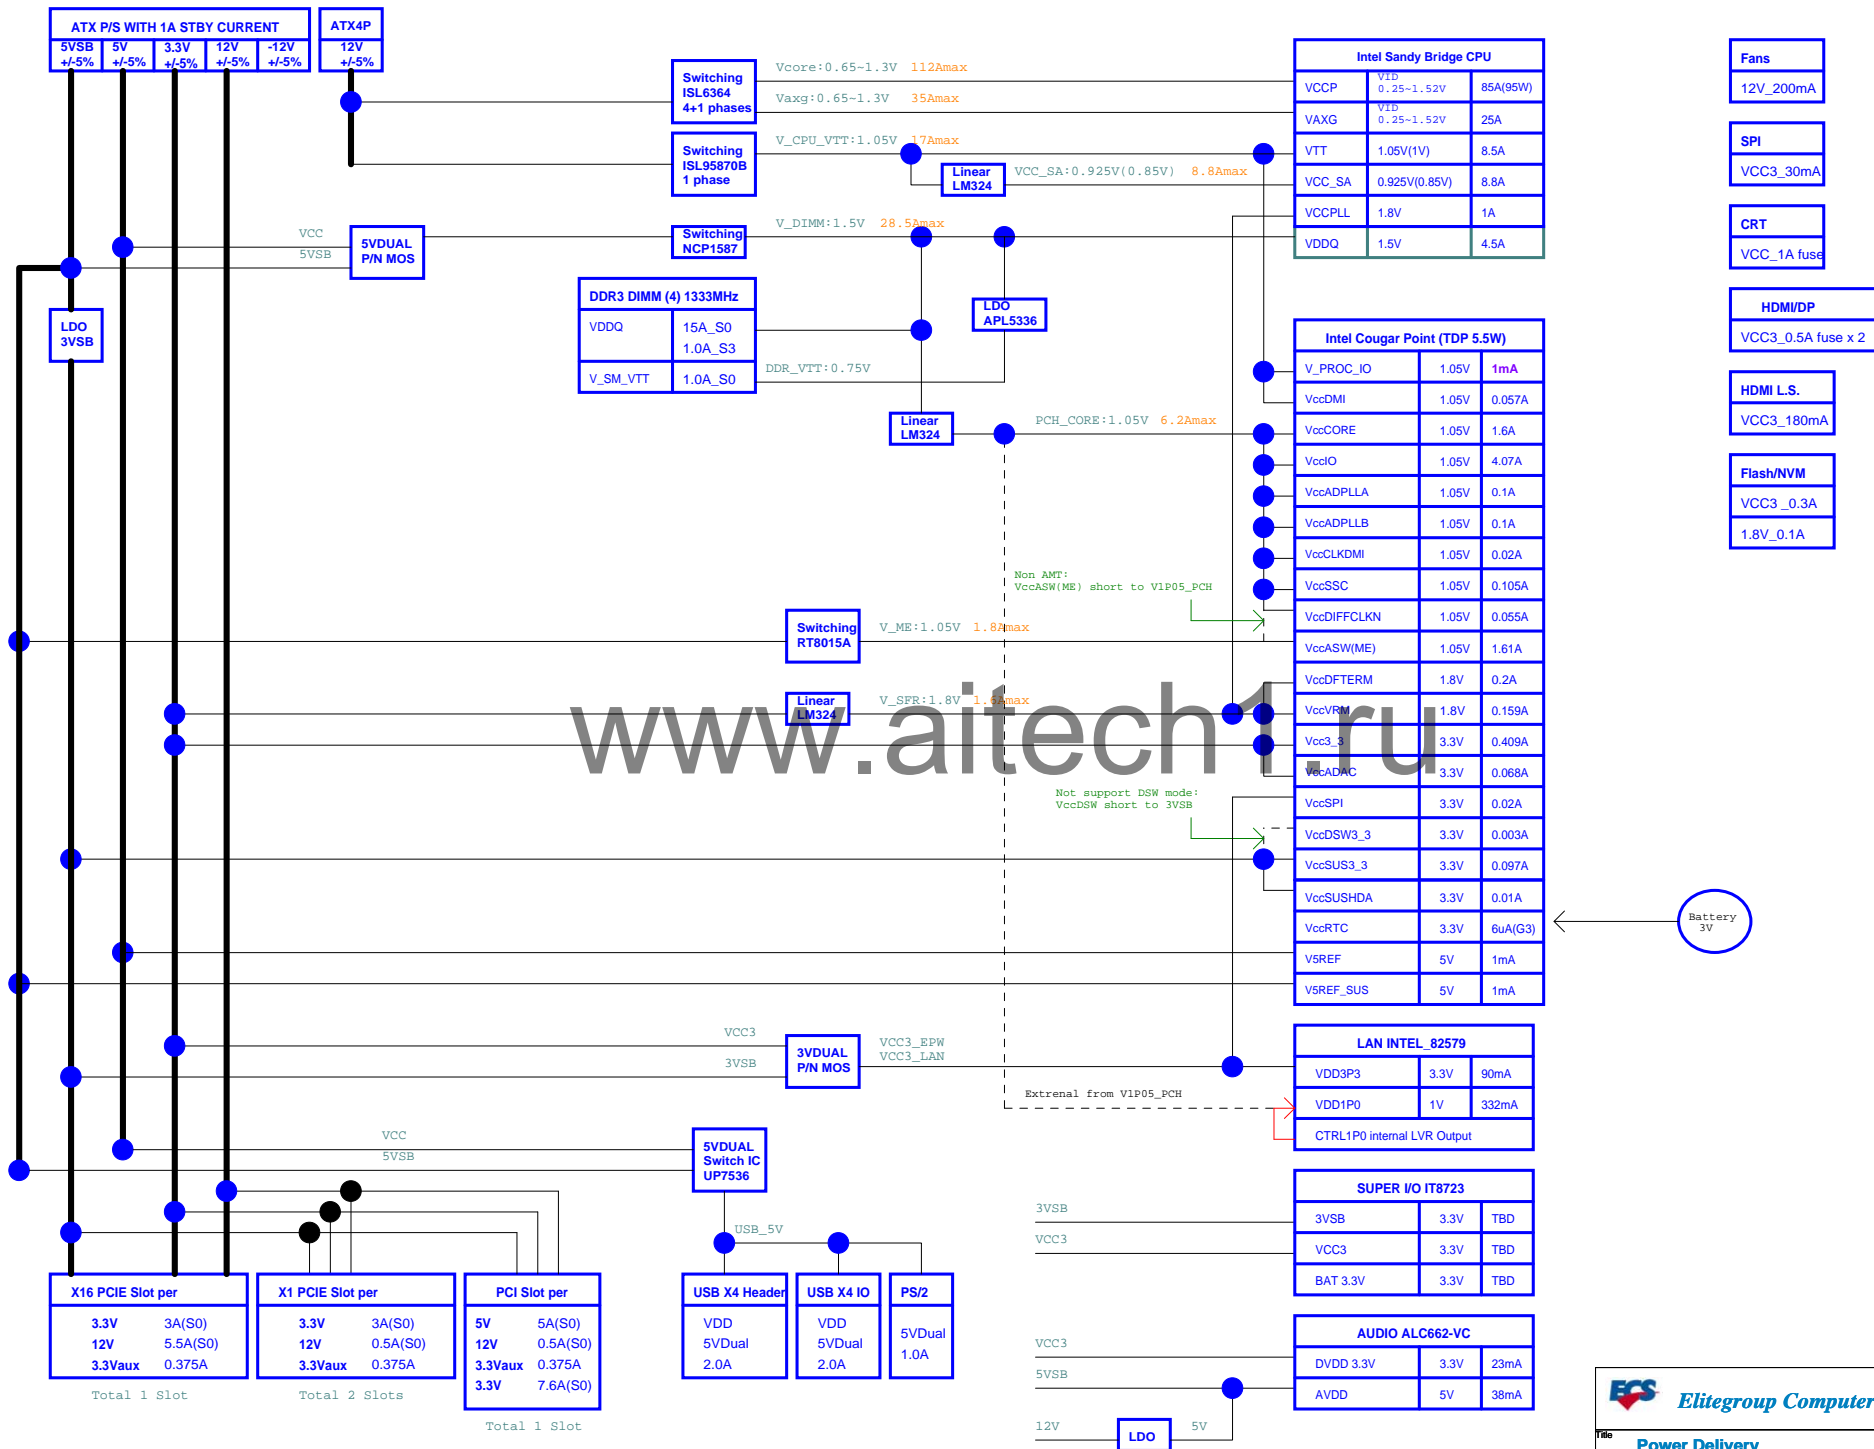 ATX P/S WITH 1A STBY CURRENT
5VSB +/-5%
5V +/-5%
3.3V +/-5%
12V +/-5%
-12V +/-5%
ATX4P
12V +/-5%
Switching ISL6364 4+1 phases
Vcore:0.65~1.3V 112Amax
Vaxg:0.65~1.3V 35Amax
Switching ISL95870B 1 phase
V_CPU_VTT:1.05V 17Amax
Linear LM324
VCC_SA:0.925V(0.85V) 8.8Amax
VCC
5VSB
5VDUAL P/N MOS
Switching NCP1587
V_DIMM:1.5V 28.5Amax
LDO 3VSB
DDR3 DIMM (4) 1333MHz
VDDQ 15A_S0
1.0A_S3
V_SM_VTT 1.0A_S0
DDR_VTT:0.75V
LDO APL5336
Linear LM324
PCH_CORE:1.05V 6.2Amax
Intel Sandy Bridge CPU
VCCP VID 0.25~1.52V 85A(95W)
VAXG VID 0.25~1.52V 25A
VTT 1.05V(1V) 8.5A
VCC_SA 0.925V(0.85V) 8.8A
VCCPLL 1.8V 1A
VDDQ 1.5V 4.5A
Intel Cougar Point (TDP 5.5W)
V_PROC_IO 1.05V 1mA
VccDMI 1.05V 0.057A
VccCORE 1.05V 1.6A
VccIO 1.05V 4.07A
VccADPLLA 1.05V 0.1A
VccADPLLB 1.05V 0.1A
VccCLKDMI 1.05V 0.02A
VccSSC 1.05V 0.105A
VccDIFFCLKN 1.05V 0.055A
VccASW(ME) 1.05V 1.61A
VccDFTERM 1.8V 0.2A
VccVRM 1.8V 0.159A
Vcc3_3 3.3V 0.409A
VccADAC 3.3V 0.068A
VccSPI 3.3V 0.02A
VccDSW3_3 3.3V 0.003A
VccSUS3_3 3.3V 0.097A
VccSUSHDA 3.3V 0.01A
VccRTC 3.3V 6uA(G3)
V5REF 5V 1mA
V5REF_SUS 5V 1mA
Non AMT:
VccASW(ME) short to V1P05_PCH
Switching RT8015A
V_ME:1.05V 1.8Amax
Linear LM324
V_SFR:1.8V 1.6Amax
www.aitech1.ru
Not support DSW mode:
VccDSW short to 3VSB
Battery 3V
Fans
12V_200mA
SPI
VCC3_30mA
CRT
VCC_1A fuse
HDMI/DP
VCC3_0.5A fuse x 2
HDMI L.S.
VCC3_180mA
Flash/NVM
VCC3 _0.3A
1.8V_0.1A
VCC3
3VSB
3VDUAL P/N MOS
VCC3_EPW
VCC3_LAN
Extrenal from V1P05_PCH
LAN INTEL_82579
VDD3P3 3.3V 90mA
VDD1P0 1V 332mA
CTRL1P0 internal LVR Output
VCC
5VSB
5VDUAL Switch IC UP7536
USB_5V
3VSB
VCC3
SUPER I/O IT8723
3VSB 3.3V TBD
VCC3 3.3V TBD
BAT 3.3V 3.3V TBD
X16 PCIE Slot per
3.3V 3A(S0)
12V 5.5A(S0)
3.3Vaux 0.375A
Total 1 Slot
X1 PCIE Slot per
3.3V 3A(S0)
12V 0.5A(S0)
3.3Vaux 0.375A
Total 2 Slots
PCI Slot per
5V 5A(S0)
12V 0.5A(S0)
3.3Vaux 0.375A
3.3V 7.6A(S0)
Total 1 Slot
USB X4 Header
VDD
5VDual
2.0A
USB X4 IO
VDD
5VDual
2.0A
PS/2
5VDual
1.0A
VCC3
5VSB
12V
LDO
5V
AUDIO ALC662-VC
DVDD 3.3V 3.3V 23mA
AVDD 5V 38mA
ECS
Elitegroup Computer
Title
Power Delivery